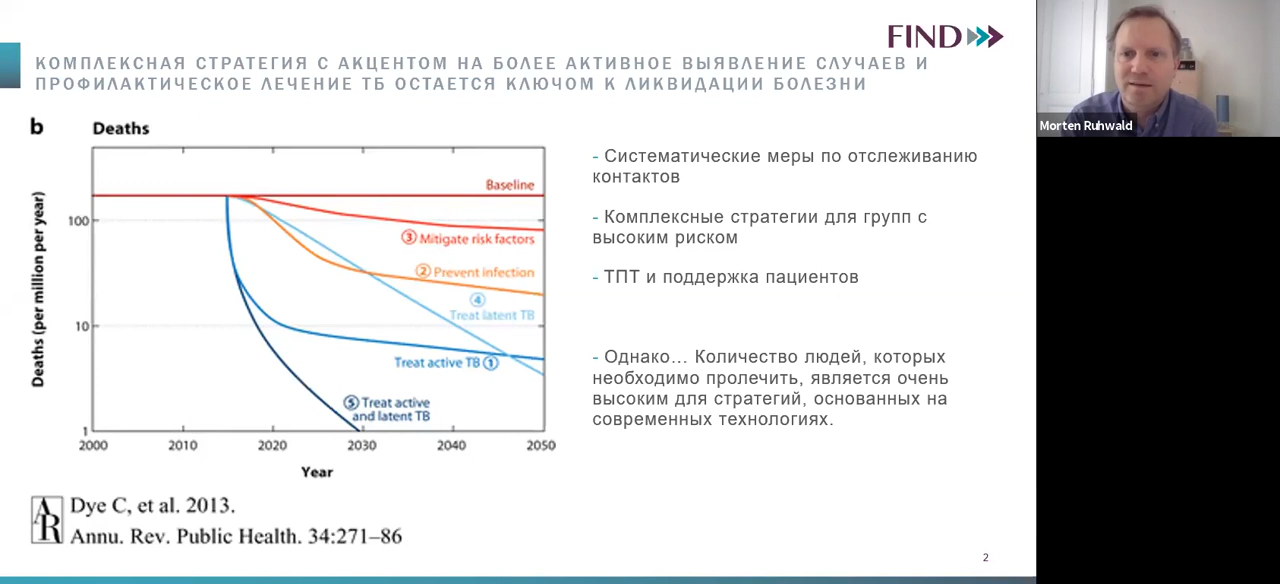 FIND
КОМПЛЕКСНАЯ СТРАТЕГИЯ С АКЦЕНТОМ НА БОЛЕЕ АКТИВНОЕ ВЫЯВЛЕНИЕ СЛУЧАЕВ И
ПРОФИЛАКТИЧЕСКОЕ ЛЕЧЕНИЕ ТБ ОСТАЕТСЯ КЛЮЧОМ К ЛИКВИДАЦИИ БОЛЕЗНИ
Morten Ruhwald
b Deaths
Deaths (per million per year)
100
10
1
Baseline
③ Mitigate risk factors
② Prevent infection
④
Treat latent TB
Treat active TB ①
⑤ Treat active
and latent TB
2000 2010 2020 2030 2040 2050
Year
- Систематические меры по отслеживанию
контактов
- Комплексные стратегии для групп с
высоким риском
- ТПТ и поддержка пациентов
- Однако... Количество людей, которых
необходимо пролечить, является очень
высоким для стратегий, основанных на
современных технологиях.
AR
Dye C, et al. 2013.
Annu. Rev. Public Health. 34:271–86
2